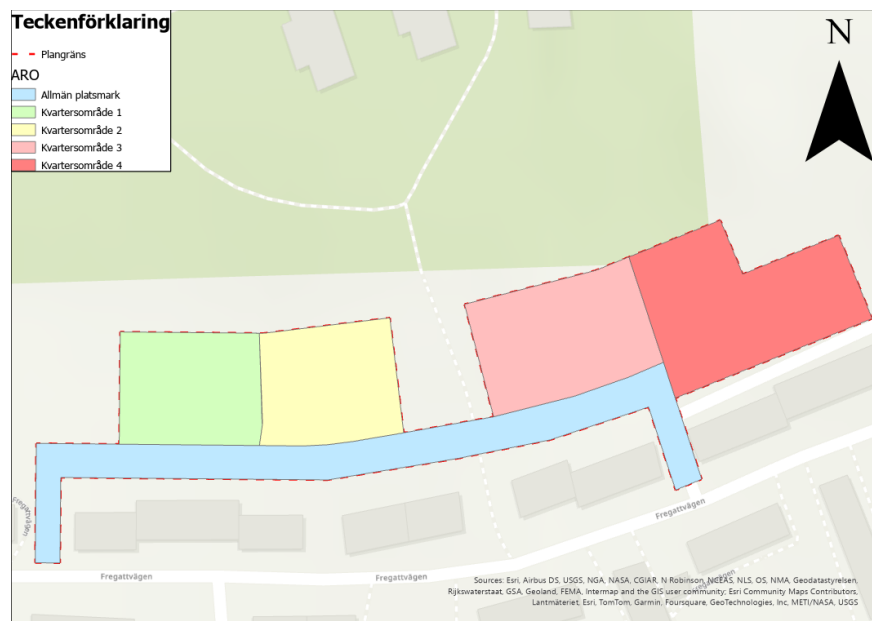 Teckenförklaring
Plangräns
ARO
Allmän platsmark
Kvartersområde 1
Kvartersområde 2
Kvartersområde 3
Kvartersområde 4
N
Fregattvägen
Fregattvägen
Fregattvägen
Fregattvägen
Fregattvägen
Sources: Esri, Airbus DS, USGS, NGA, NASA, CGIAR, N Robinson, NCEAS, NLS, OS, NMA, Geodatastyrelsen,
Rijkswaterstaat, GSA, Geoland, FEMA, Intermap and the GIS user community; Esri Community Maps Contributors,
Lantmäteriet, Esri, TomTom, Garmin, Foursquare, GeoTechnologies, Inc, METI/NASA, USGS